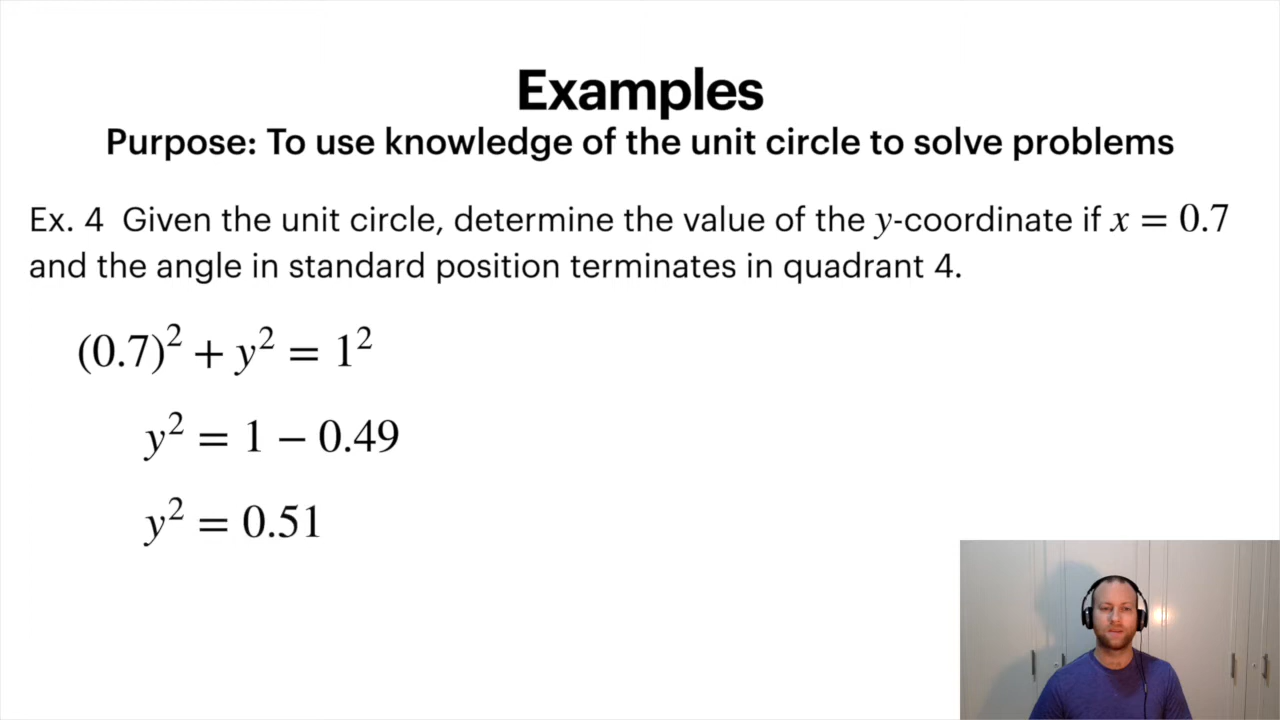 Examples
Purpose: To use knowledge of the unit circle to solve problems
Ex. 4 Given the unit circle, determine the value of the y-coordinate if x = 0.7
and the angle in standard position terminates in quadrant 4.
(0.7)² + y² = 1²
y² = 1 − 0.49
y² = 0.51